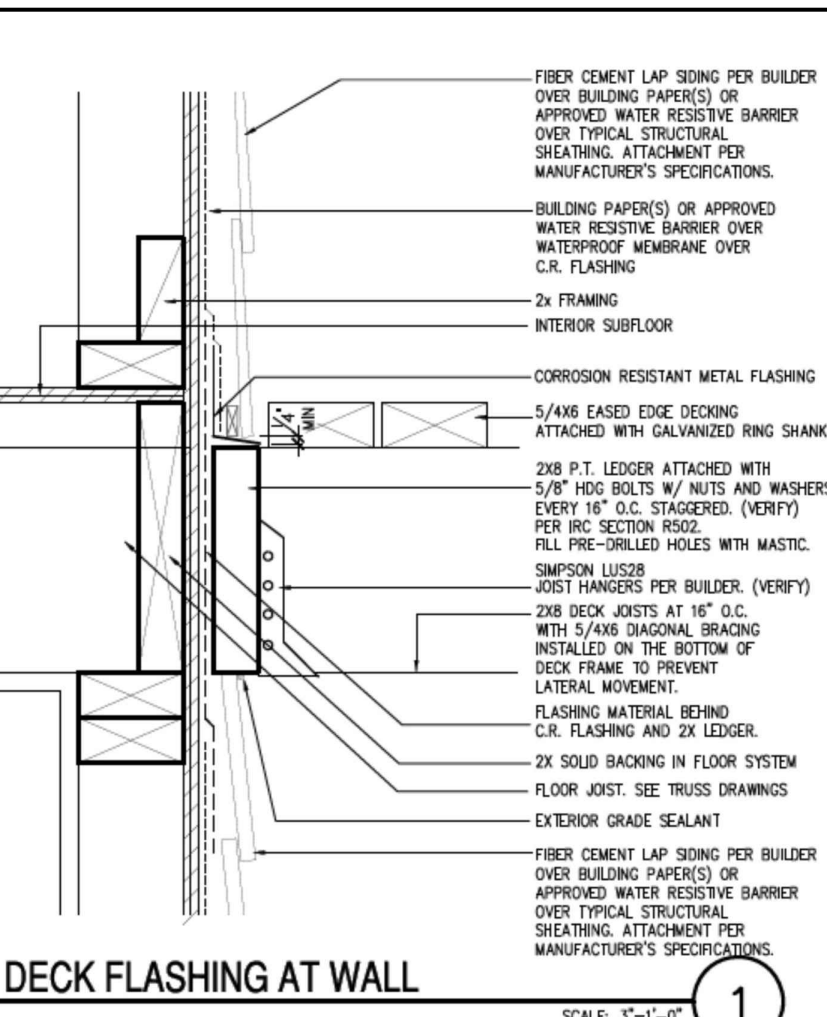 FIBER CEMENT LAP SIDING PER BUILDER
OVER BUILDING PAPER(S) OR
APPROVED WATER RESISTIVE BARRIER
OVER TYPICAL STRUCTURAL
SHEATHING. ATTACHMENT PER
MANUFACTURER'S SPECIFICATIONS.
BUILDING PAPER(S) OR APPROVED
WATER RESISTIVE BARRIER OVER
WATERPROOF MEMBRANE OVER
C.R. FLASHING
2x FRAMING
INTERIOR SUBFLOOR
CORROSION RESISTANT METAL FLASHING
1/4"
MIN
5/4X6 EASED EDGE DECKING
ATTACHED WITH GALVANIZED RING SHANK
2X8 P.T. LEDGER ATTACHED WITH
5/8" HDG BOLTS W/ NUTS AND WASHERS
EVERY 16" O.C. STAGGERED. (VERIFY)
PER IRC SECTION R502.
FILL PRE-DRILLED HOLES WITH MASTIC.
SIMPSON LUS28
JOIST HANGERS PER BUILDER. (VERIFY)
2X8 DECK JOISTS AT 16" O.C.
WITH 5/4X6 DIAGONAL BRACING
INSTALLED ON THE BOTTOM OF
DECK FRAME TO PREVENT
LATERAL MOVEMENT.
FLASHING MATERIAL BEHIND
C.R. FLASHING AND 2X LEDGER.
2X SOLID BACKING IN FLOOR SYSTEM
FLOOR JOIST. SEE TRUSS DRAWINGS
EXTERIOR GRADE SEALANT
FIBER CEMENT LAP SIDING PER BUILDER
OVER BUILDING PAPER(S) OR
APPROVED WATER RESISTIVE BARRIER
OVER TYPICAL STRUCTURAL
SHEATHING. ATTACHMENT PER
MANUFACTURER'S SPECIFICATIONS.
DECK FLASHING AT WALL
1
SCALE: 3"=1'-0"